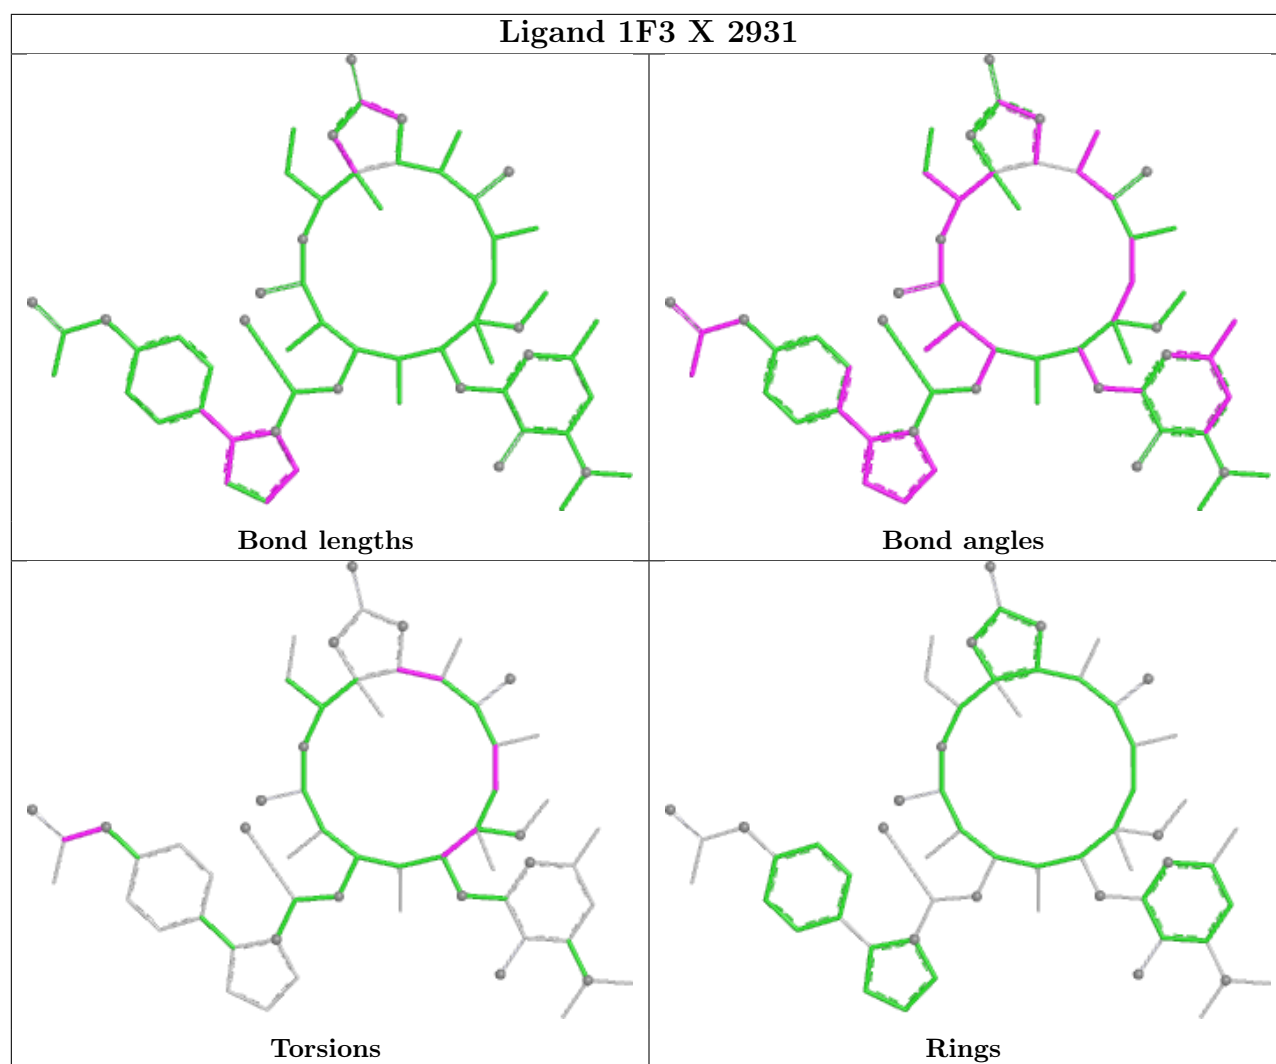 Ligand 1F3 X 2931
Bond lengths
Bond angles
Torsions
Rings